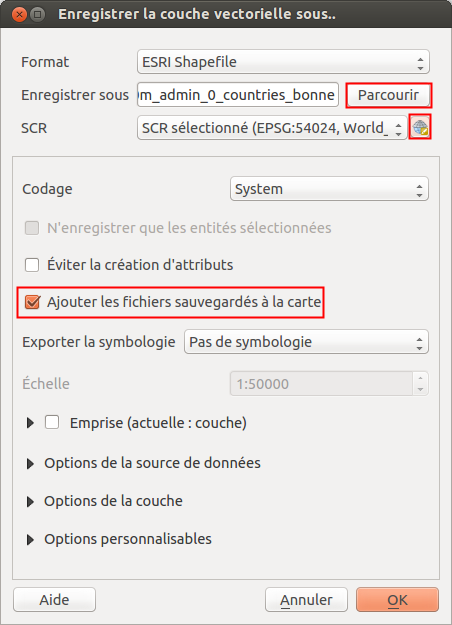 Enregistrer la couche vectorielle sous..
Format ESRI Shapefile
Enregistrer sous m_admin_0_countries_bonne Parcourir
SCR SCR sélectionné (EPSG:54024, World_
Codage System
N'enregistrer que les entités sélectionnées
Éviter la création d'attributs
Ajouter les fichiers sauvegardés à la carte
Exporter la symbologie Pas de symbologie
Échelle 1:50000
Emprise (actuelle : couche)
Options de la source de données
Options de la couche
Options personnalisables
Aide Annuler OK